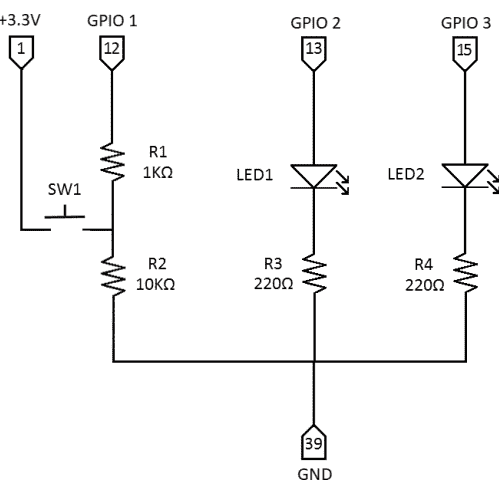 +3.3V
GPIO 1
GPIO 2
GPIO 3
1
12
13
15
R1
1KΩ
LED1
LED2
SW1
R2
10KΩ
R3
220Ω
R4
220Ω
39
GND